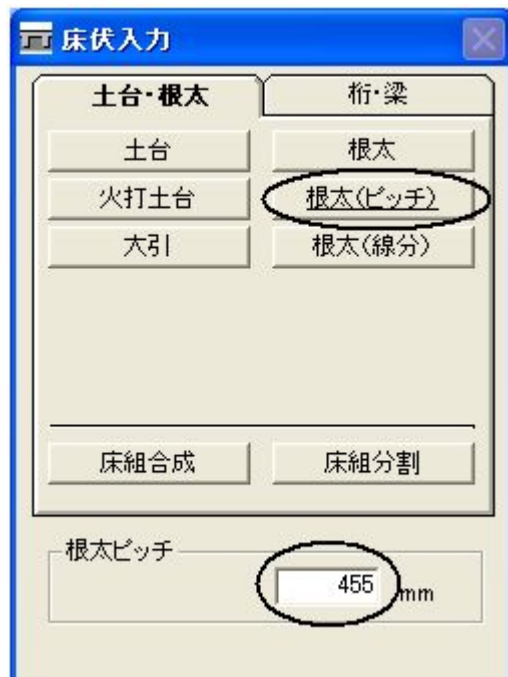 床伏入力
土台・根太 桁・梁
土台 根太
火打土台 根太(ピッチ)
大引 根太(線分)
床組合成 床組分割
根太ピッチ
455 mm